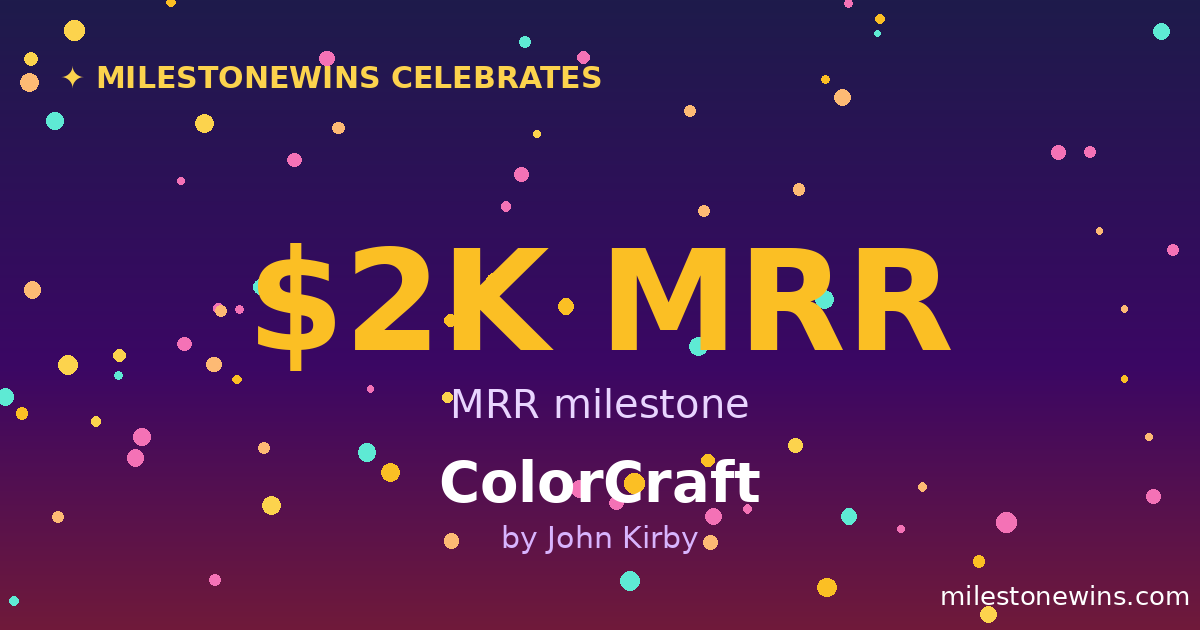 ✦ MILESTONEWINS CELEBRATES
$2K MRR
MRR milestone
ColorCraft
by John Kirby
milestonewins.com